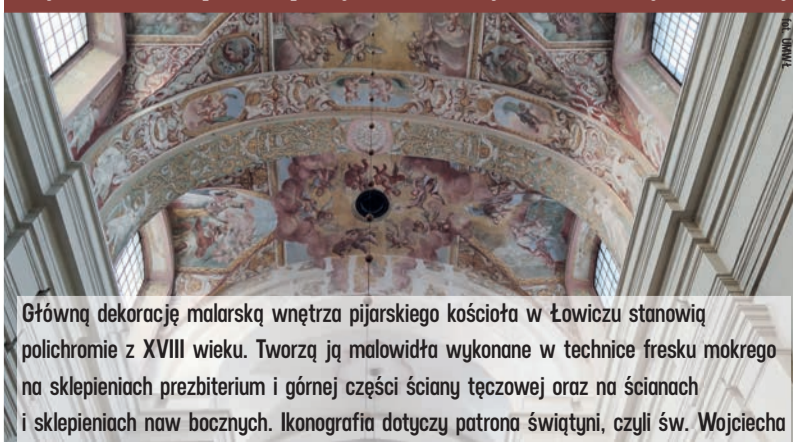 fot. UMWŁ
Główną dekorację malarską wnętrza pijarskiego kościoła w Łowiczu stanowią
polichromie z XVIII wieku. Tworzą ją malowidła wykonane w technice fresku mokrego
na sklepieniach prezbiterium i górnej części ściany tęczowej oraz na ścianach
i sklepieniach naw bocznych. Ikonografia dotyczy patrona świątyni, czyli św. Wojciecha